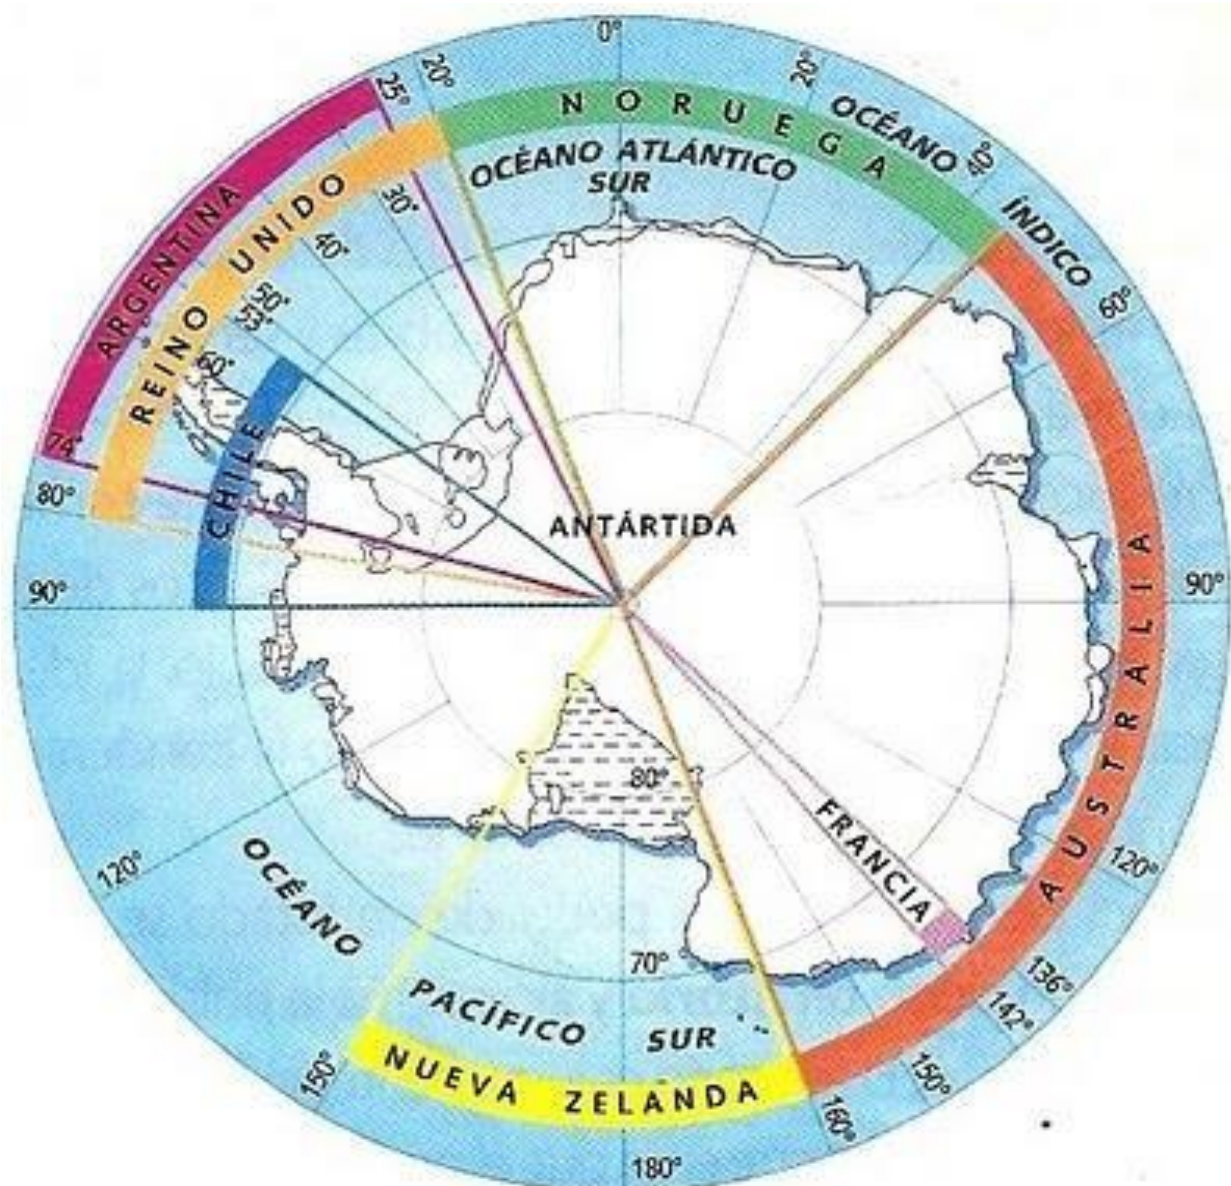 0°
20°
20°
25°
NORUEGA
OCÉANO
ÍNDICO
40°
60°
OCÉANO ATLÁNTICO
SUR
30°
40°
50°
53°
60°
ARGENTINA
REINO UNIDO
CHILE
74°
80°
90°
ANTÁRTIDA
90°
AUSTRALIA
80°
FRANCIA
120°
120°
OCÉANO
PACÍFICO
SUR
70°
136°
142°
150°
150°
160°
NUEVA ZELANDA
180°